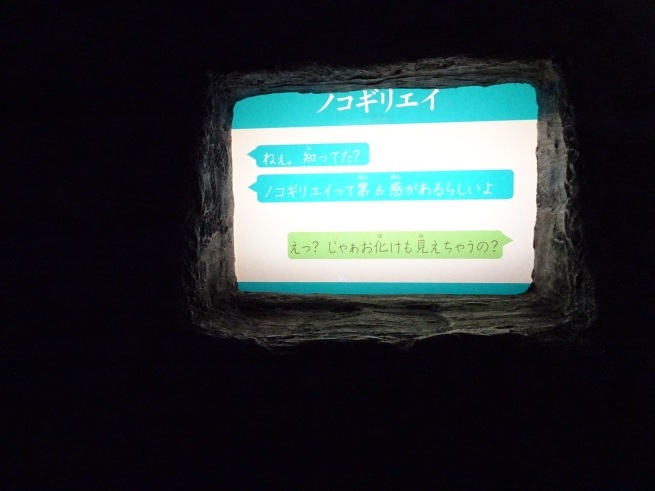 ノコギリエイ
ねぇ。知ってた?
ノコギリエイって第6感があるらしいよ
えっ?じゃぁお化けも見えちゃうの?